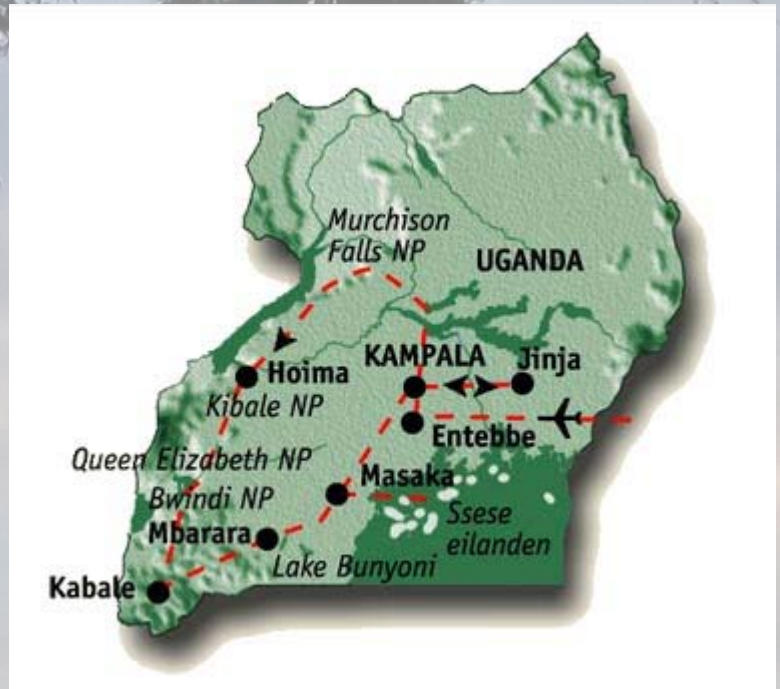 Murchison
Falls NP
UGANDA
KAMPALA
Jinja
Hoima
Kibale NP
Entebbe
Queen Elizabeth NP
Masaka
Bwindi NP
Ssese
eilanden
Mbarara
Lake Bunyoni
Kabale